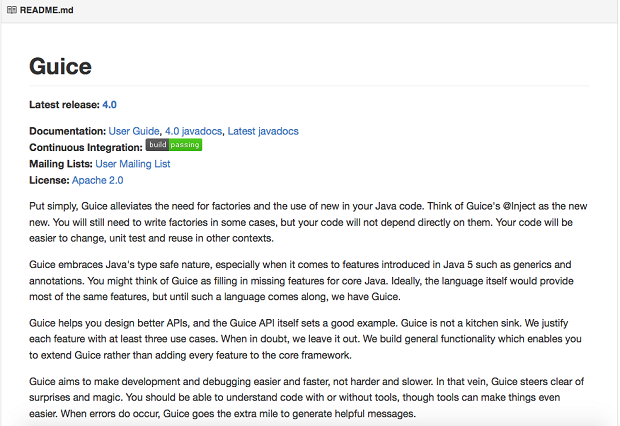 README.md
Guice
Latest release: 4.0
Documentation: User Guide, 4.0 javadocs, Latest javadocs
Continuous Integration: build passing
Mailing Lists: User Mailing List
License: Apache 2.0
Put simply, Guice alleviates the need for factories and the use of new in your Java code. Think of Guice's @Inject as the new
new. You will still need to write factories in some cases, but your code will not depend directly on them. Your code will be
easier to change, unit test and reuse in other contexts.
Guice embraces Java's type safe nature, especially when it comes to features introduced in Java 5 such as generics and
annotations. You might think of Guice as filling in missing features for core Java. Ideally, the language itself would provide
most of the same features, but until such a language comes along, we have Guice.
Guice helps you design better APIs, and the Guice API itself sets a good example. Guice is not a kitchen sink. We justify
each feature with at least three use cases. When in doubt, we leave it out. We build general functionality which enables you
to extend Guice rather than adding every feature to the core framework.
Guice aims to make development and debugging easier and faster, not harder and slower. In that vein, Guice steers clear of
surprises and magic. You should be able to understand code with or without tools, though tools can make things even
easier. When errors do occur, Guice goes the extra mile to generate helpful messages.